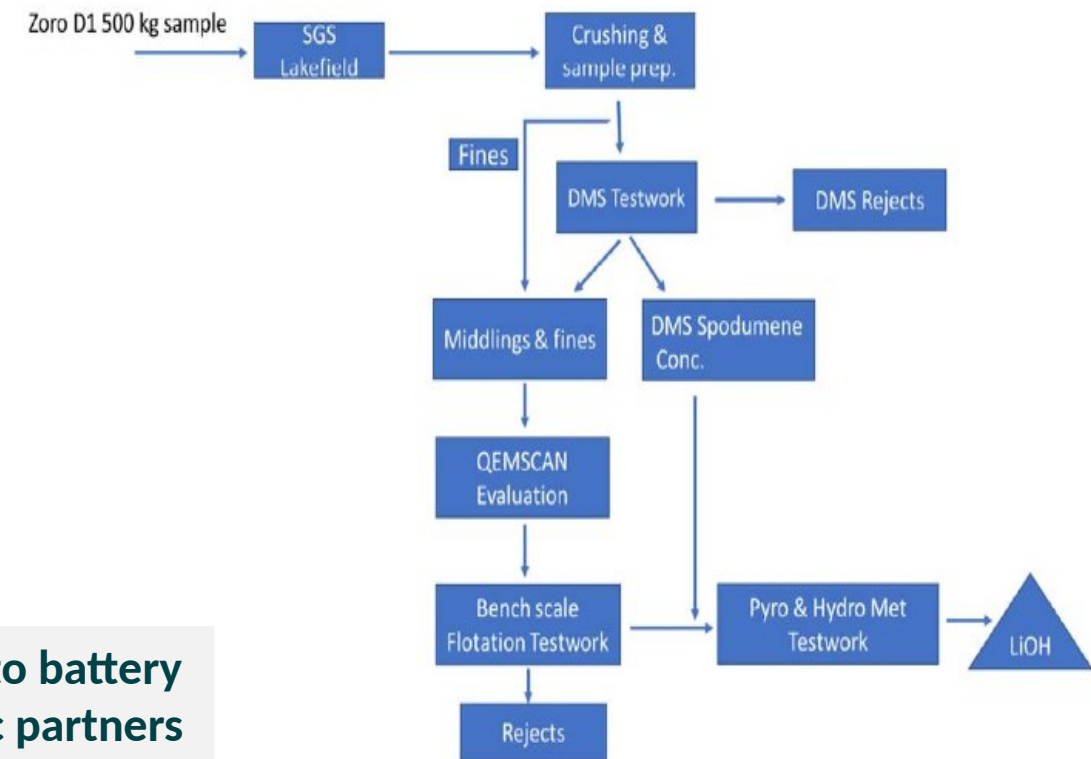 Zoro D1 500 kg sample
SGS
Lakefield
Crushing &
sample prep.
Fines
DMS Testwork
DMS Rejects
Middlings & fines
DMS Spodumene
Conc.
QEMSCAN
Evaluation
Bench scale
Flotation Testwork
Pyro & Hydro Met
Testwork
LiOH
Rejects
to battery
partners